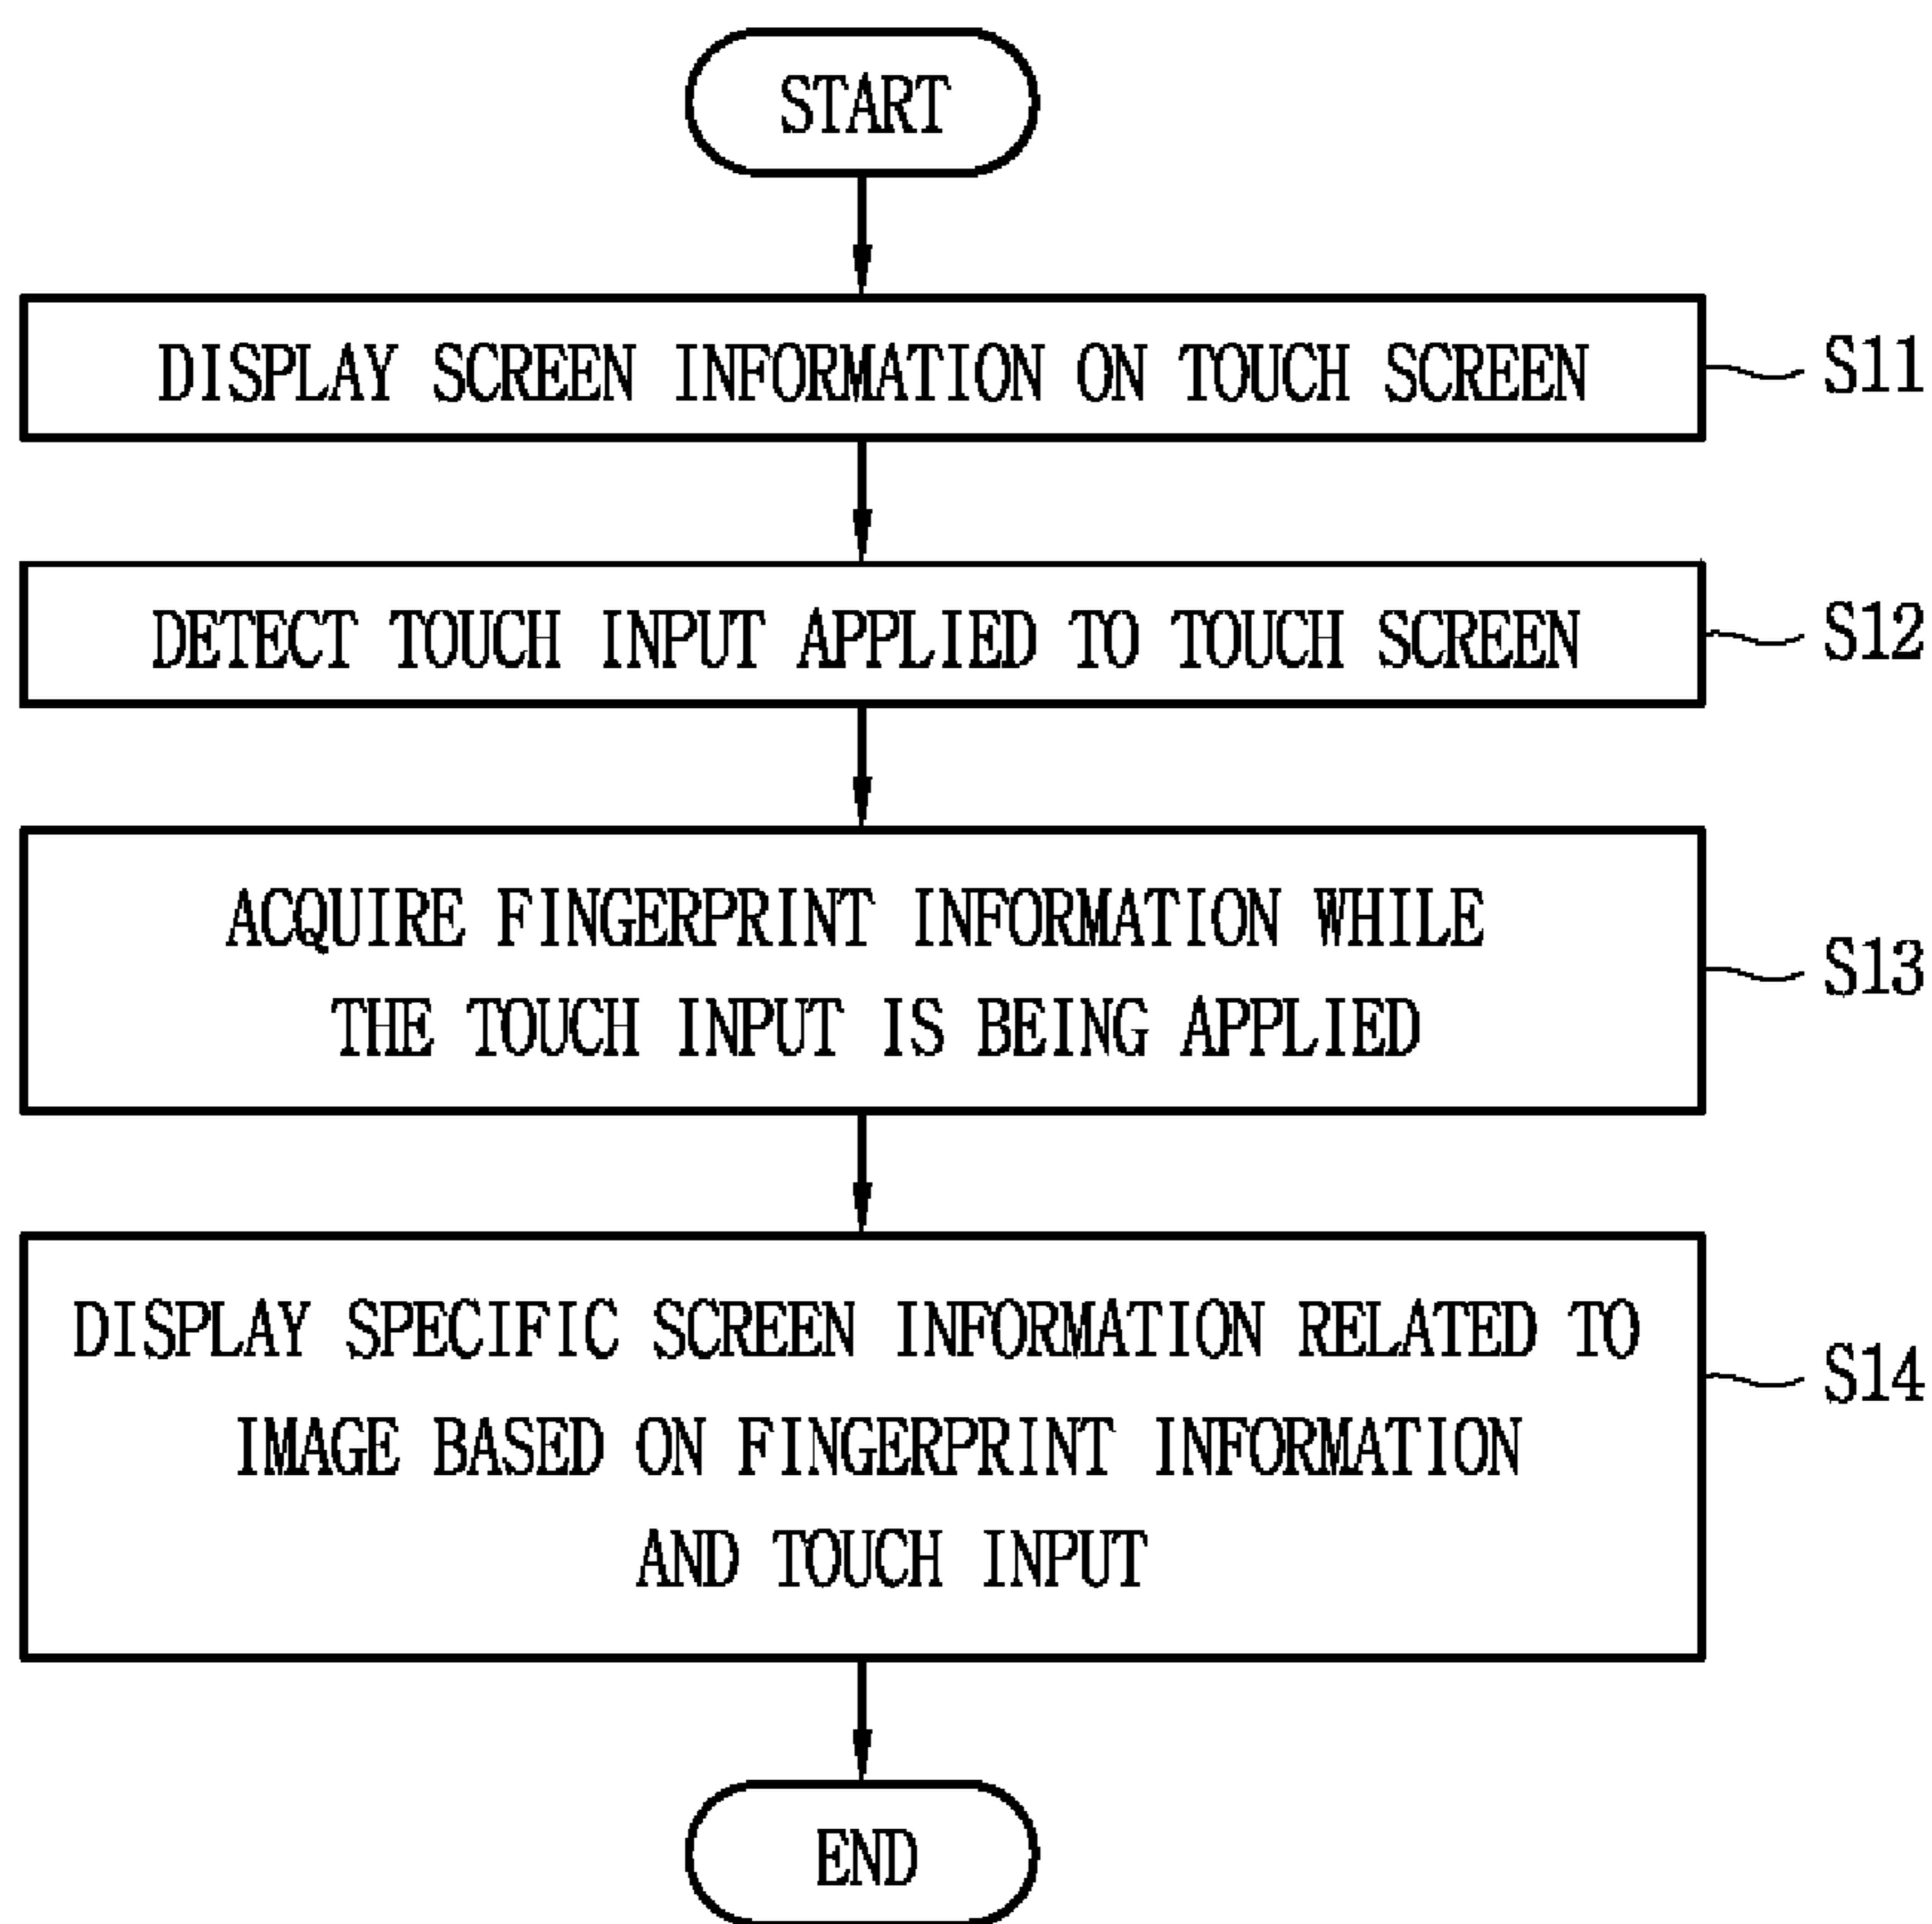 START
DISPLAY SCREEN INFORMATION ON TOUCH SCREEN
S11
DETECT TOUCH INPUT APPLIED TO TOUCH SCREEN
S12
ACQUIRE FINGERPRINT INFORMATION WHILE
THE TOUCH INPUT IS BEING APPLIED
S13
DISPLAY SPECIFIC SCREEN INFORMATION RELATED TO
IMAGE BASED ON FINGERPRINT INFORMATION
AND TOUCH INPUT
S14
END